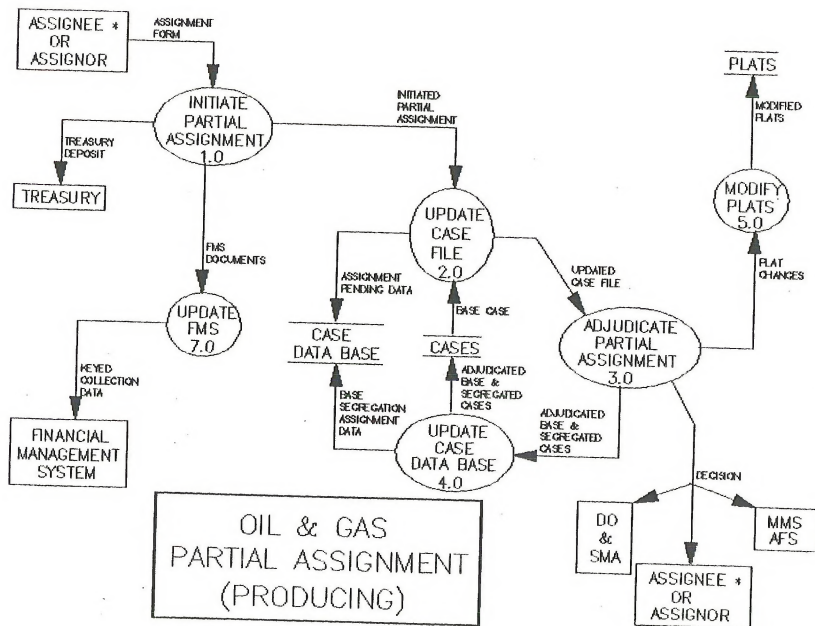 ASSIGNEE *
OR
ASSIGNOR
ASSIGNMENT
FORM
INITIATE
PARTIAL
ASSIGNMENT
1.0
INITIATED
PARTIAL
ASSIGNMENT
TREASURY
DEPOSIT
TREASURY
FMS
DOCUMENTS
UPDATE
FMS
7.0
KEYED
COLLECTION
DATA
FINANCIAL
MANAGEMENT
SYSTEM
UPDATE
CASE
FILE
2.0
ASSIGNMENT
PENDING DATA
BASE CASE
UPDATED
CASE FILE
CASE
DATA BASE
CASES
BASE
SEGREGATION
ASSIGNMENT
DATA
ADJUDICATED
BASE &
SEGREGATED
CASES
UPDATE
CASE
DATA BASE
4.0
ADJUDICATED
BASE &
SEGREGATED
CASES
ADJUDICATE
PARTIAL
ASSIGNMENT
3.0
PLATS
MODIFIED
PLATS
MODIFY
PLATS
5.0
PLAT
CHANGES
DECISION
DO
&
SMA
MMS
AFS
ASSIGNEE *
OR
ASSIGNOR
OIL & GAS
PARTIAL ASSIGNMENT
(PRODUCING)